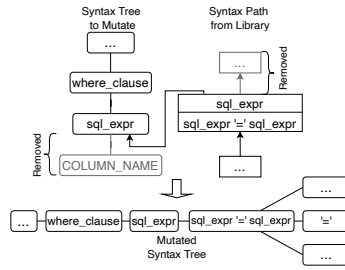 Syntax Tree
to Mutate
Syntax Path
from Library
...
...
Removed
where_clause
sql_expr
sql_expr
sql_expr '=' sql_expr
Removed
COLUMN_NAME
...
...
...
where_clause
sql_expr
sql_expr '=' sql_expr
'='
Mutated
Syntax Tree
...